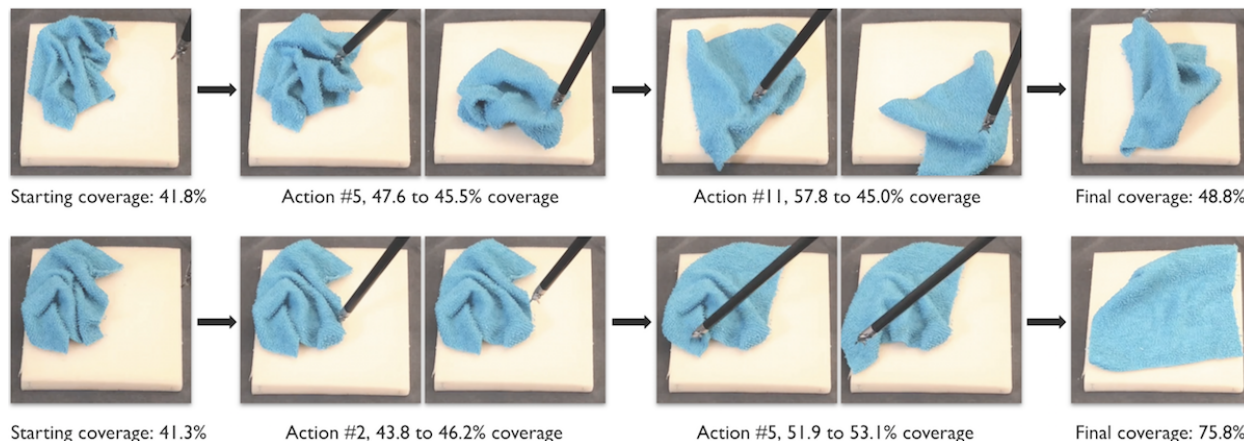 Starting coverage: 41.8%
Action #5, 47.6 to 45.5% coverage
Action #11, 57.8 to 45.0% coverage
Final coverage: 48.8%
Starting coverage: 41.3%
Action #2, 43.8 to 46.2% coverage
Action #5, 51.9 to 53.1% coverage
Final coverage: 75.8%